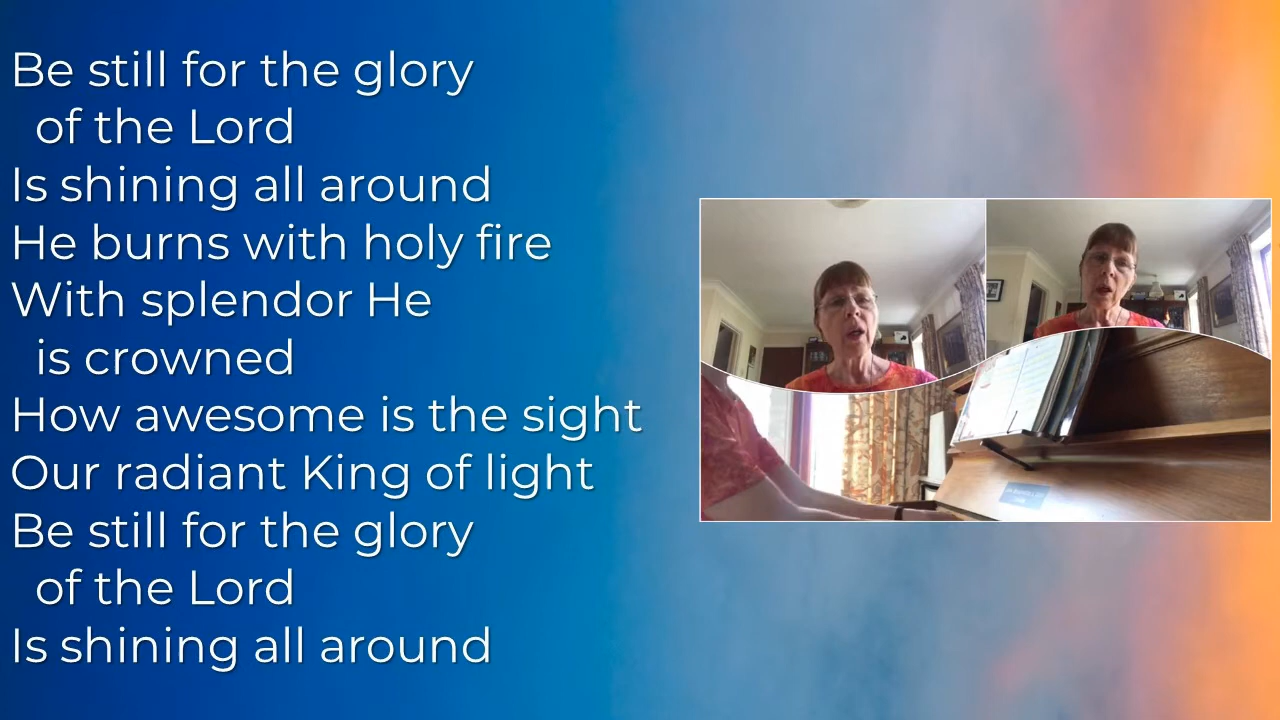 Be still for the glory
of the Lord
Is shining all around
He burns with holy fire
With splendor He
is crowned
How awesome is the sight
Our radiant King of light
Be still for the glory
of the Lord
Is shining all around